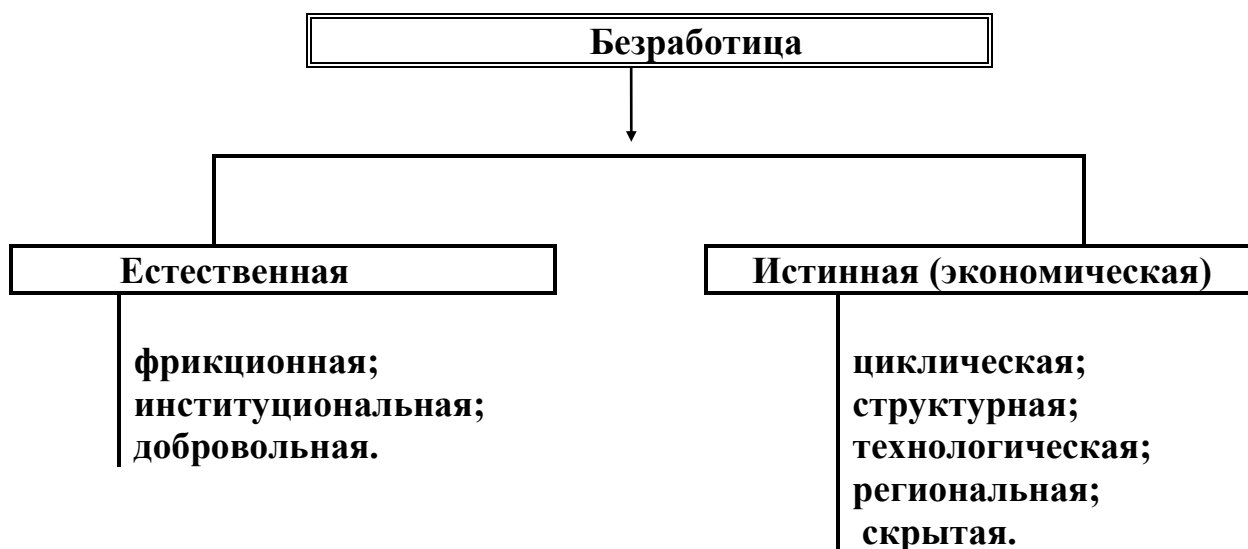 Безработица
Естественная
Истинная (экономическая)
фрикционная;
институциональная;
добровольная.
циклическая;
структурная;
технологическая;
региональная;
скрытая.